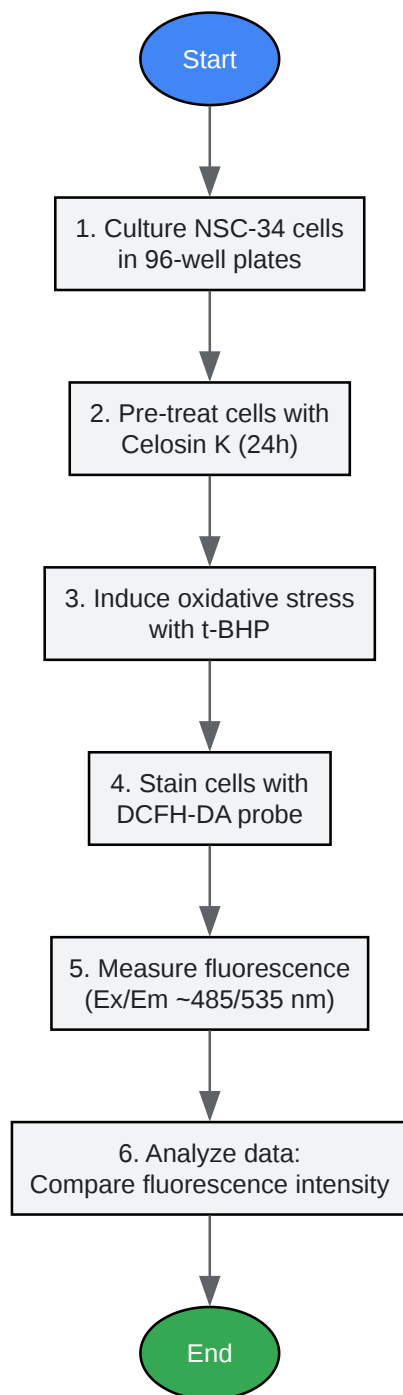 Start
1. Culture NSC-34 cells
in 96-well plates
2. Pre-treat cells with
Celosin K (24h)
3. Induce oxidative stress
with t-BHP
4. Stain cells with
DCFH-DA probe
5. Measure fluorescence
(Ex/Em ~485/535 nm)
6. Analyze data:
Compare fluorescence intensity
End